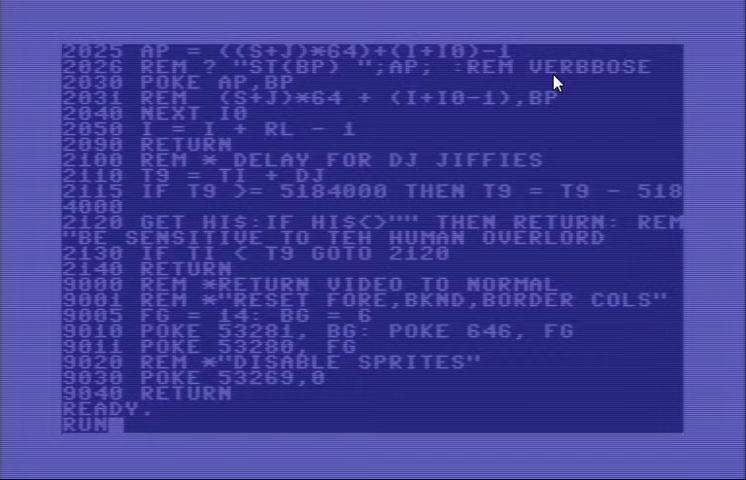 2025 AP = ((S+J)*64)+(I+I0)-1
2026 REM ? "ST(BP) ";AP; :REM VERBBOSE
2030 POKE AP,BP
2031 REM  (S+J)*64 + (I+I0-1),BP
2040 NEXT I0
2050 I = I + RL - 1
2090 RETURN
2100 REM * DELAY FOR DJ JIFFIES
2110 T9 = TI + DJ
2115 IF T9 >= 5184000 THEN T9 = T9 - 518
4000
2120 GET HI$:IF HI$<>"" THEN RETURN: REM
"BE SENSITIVE TO TEH HUMAN OVERLORD
2130 IF TI < T9 GOTO 2120
2140 RETURN
9000 REM *RETURN VIDEO TO NORMAL
9001 REM *"RESET FORE,BKND,BORDER COLS"
9005 FG = 14: BG = 6
9010 POKE 53281, BG: POKE 646, FG
9011 POKE 53280, FG
9020 REM *"DISABLE SPRITES"
9030 POKE 53269,0
9040 RETURN
READY.
RUN